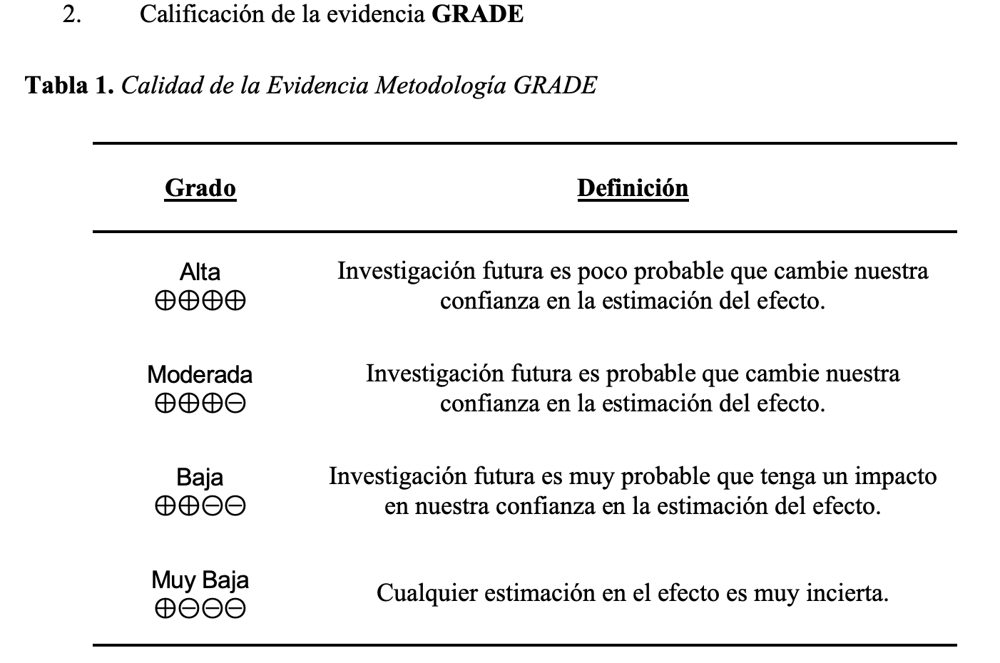 2. Calificación de la evidencia GRADE
Tabla 1. Calidad de la Evidencia Metodología GRADE
Grado Definición
Alta
⊕⊕⊕⊕
Investigación futura es poco probable que cambie nuestra
confianza en la estimación del efecto.
Moderada
⊕⊕⊕⊖
Investigación futura es probable que cambie nuestra
confianza en la estimación del efecto.
Baja
⊕⊕⊖⊖
Investigación futura es muy probable que tenga un impacto
en nuestra confianza en la estimación del efecto.
Muy Baja
⊕⊖⊖⊖
Cualquier estimación en el efecto es muy incierta.